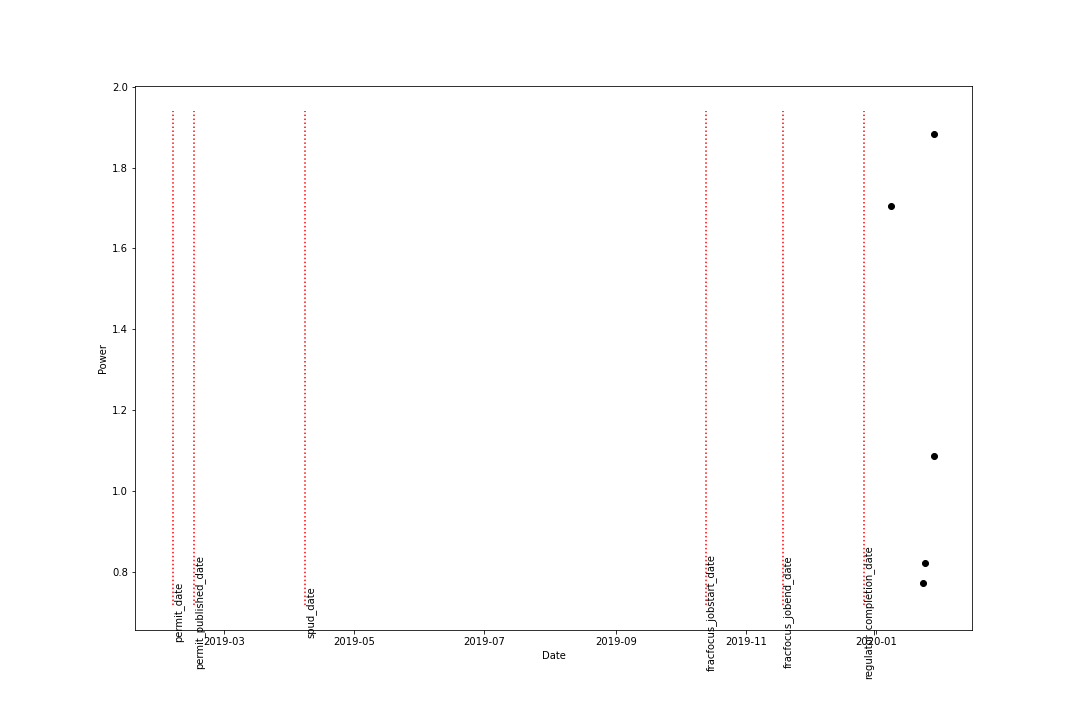 2.0
1.8
1.6
1.4
1.2
1.0
0.8
Power
permit_date
permit_published_date
spud_date
fracfocus_jobstart_date
fracfocus_jobend_date
regulatory_completion_date
2019-03
2019-05
2019-07
2019-09
2019-11
2020-01
Date